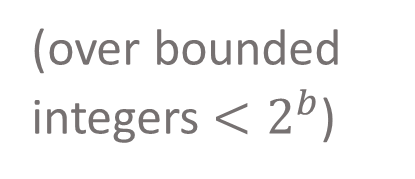 (over bounded
integers < 2^b)